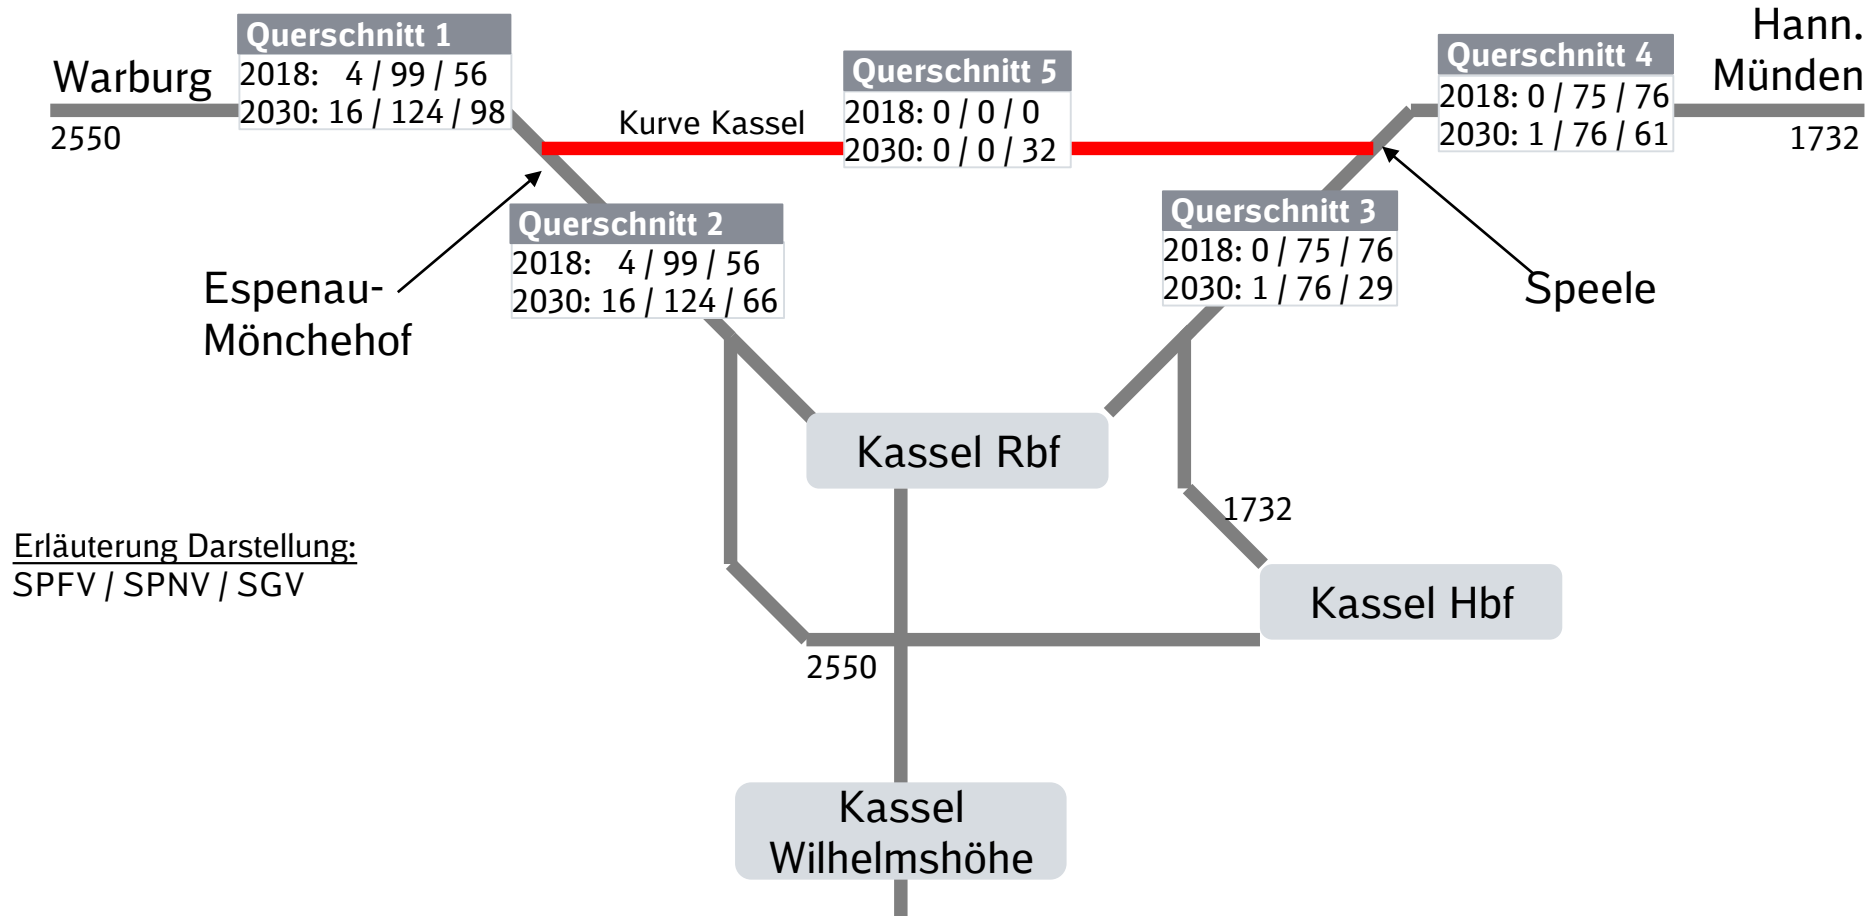 Warburg
2550
Querschnitt 1
2018: 4 / 99 / 56
2030: 16 / 124 / 98
Kurve Kassel
Querschnitt 5
2018: 0 / 0 / 0
2030: 0 / 0 / 32
Querschnitt 4
2018: 0 / 75 / 76
2030: 1 / 76 / 61
Hann.
Münden
1732
Querschnitt 2
2018: 4 / 99 / 56
2030: 16 / 124 / 66
Querschnitt 3
2018: 0 / 75 / 76
2030: 1 / 76 / 29
Espenau-
Mönchehof
Speele
Kassel Rbf
1732
Erläuterung Darstellung:
SPFV / SPNV / SGV
Kassel Hbf
2550
Kassel
Wilhelmshöhe